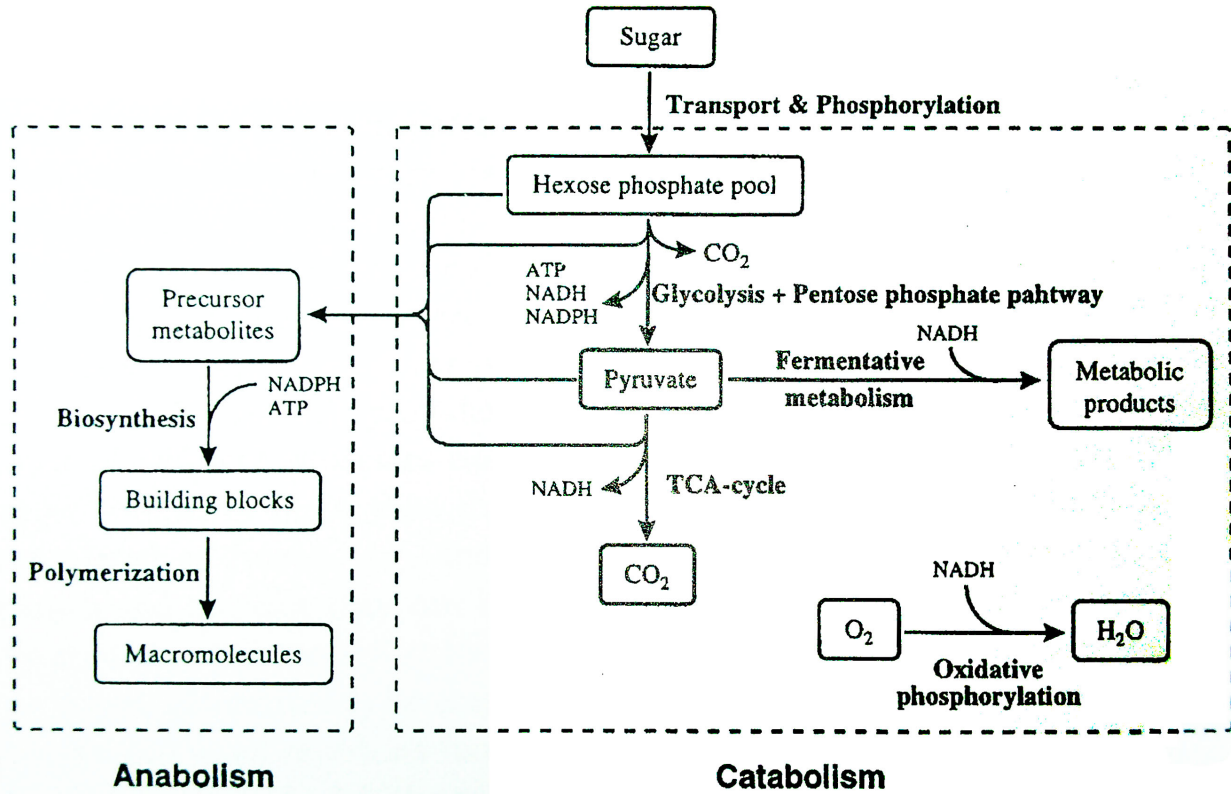 Sugar
Transport & Phosphorylation
Hexose phosphate pool
CO₂
ATP
NADH
NADPH
Glycolysis + Pentose phosphate pahtway
Precursor
metabolites
NADPH
ATP
Biosynthesis
Pyruvate
Fermentative
metabolism
NADH
Metabolic
products
Building blocks
NADH
TCA-cycle
Polymerization
CO₂
NADH
Macromolecules
O₂
H₂O
Oxidative
phosphorylation
Anabolism
Catabolism